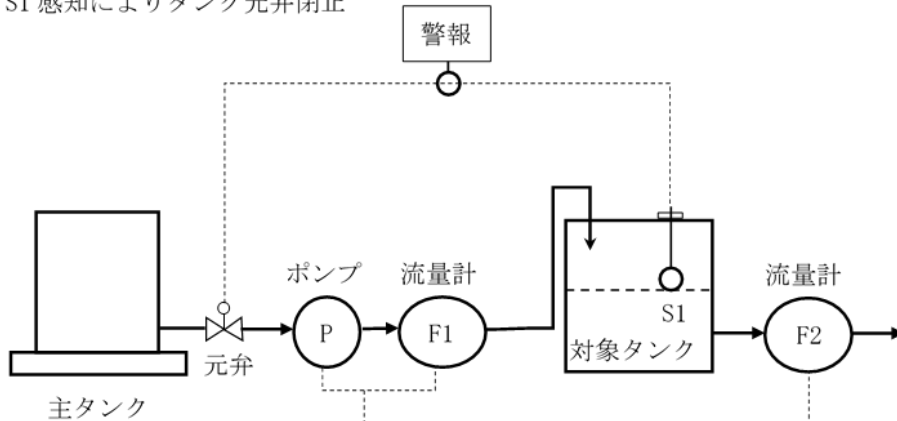 S1 感知によりタンク元弁閉止
警報
ポンプ
流量計
流量計
P
F1
S1
F2
対象タンク
元弁
主タンク